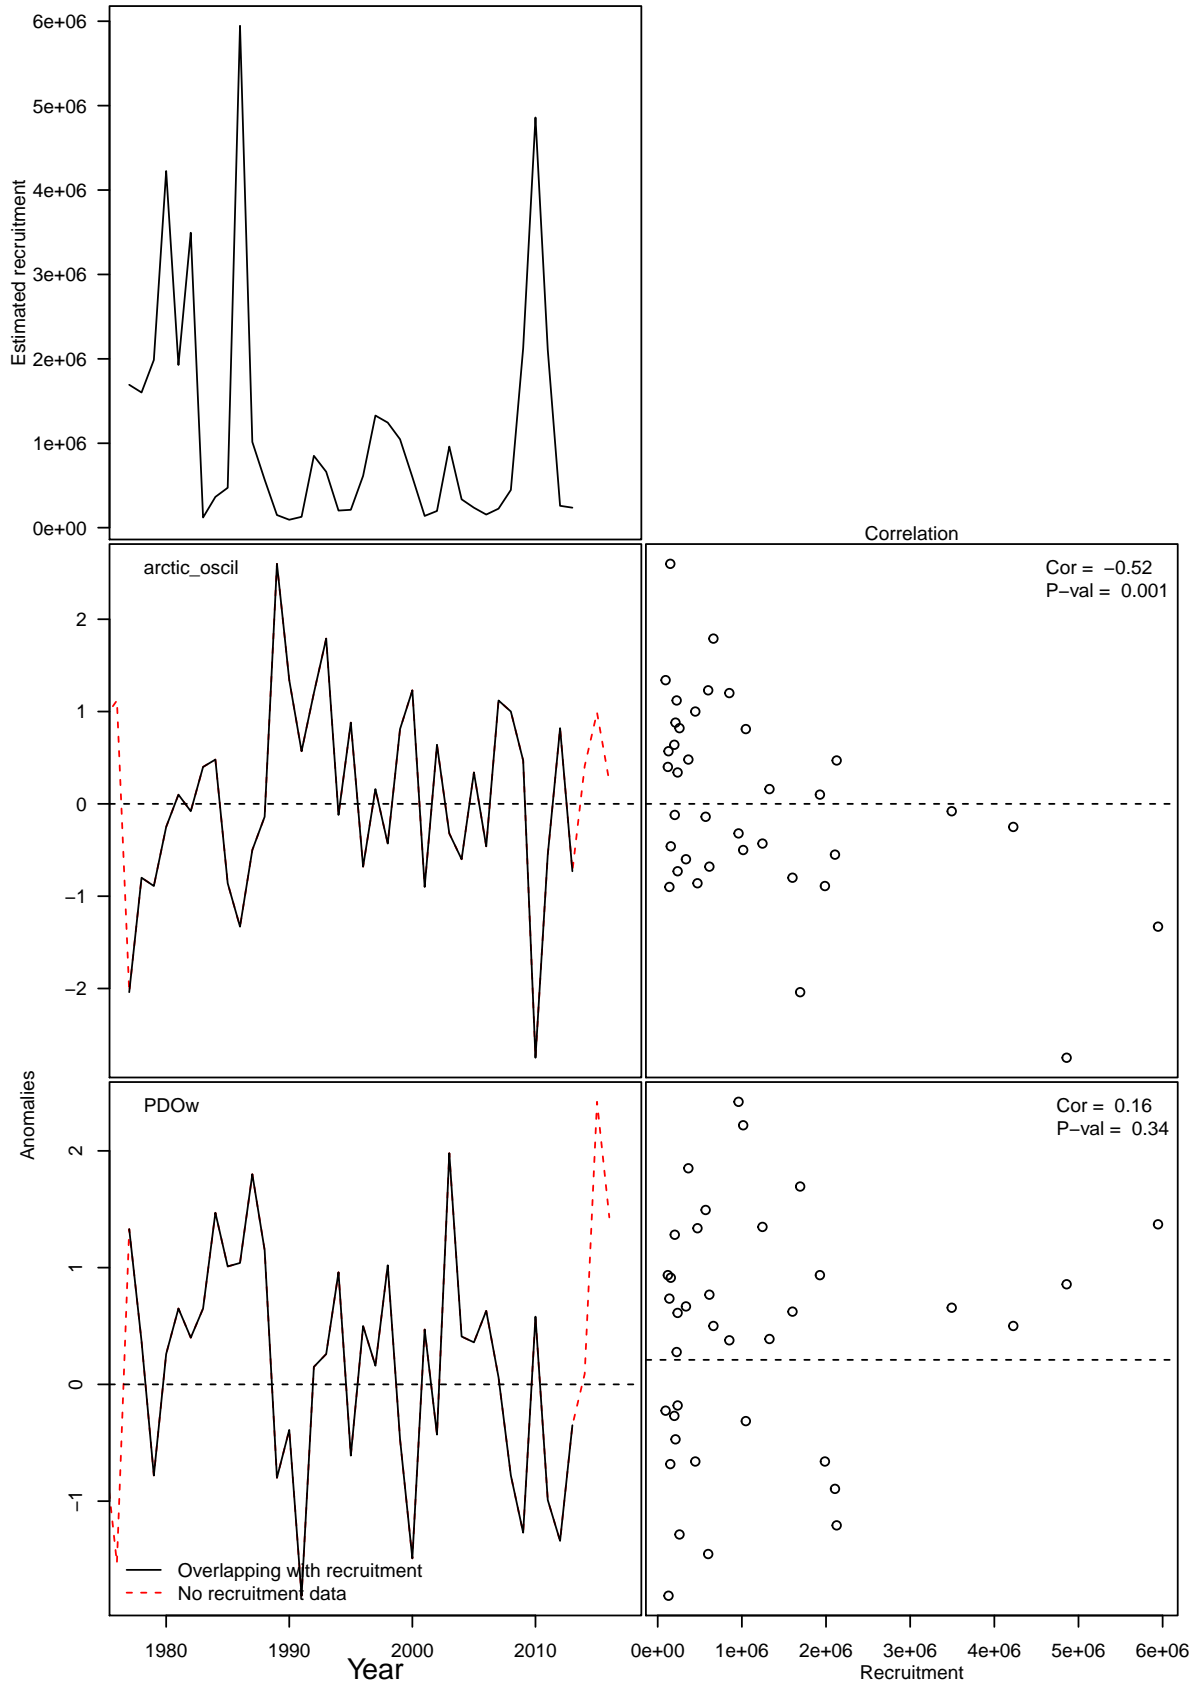 6e+06
5e+06
4e+06
3e+06
2e+06
1e+06
0e+00
Estimated recruitment
Correlation
arctic_oscil
2
1
0
−1
−2
Cor = −0.52
P−val = 0.001
Anomalies
PDOw
2
1
0
−1
Cor = 0.16
P−val = 0.34
Overlapping with recruitment
No recruitment data
1980 1990 2000 2010
Year
0e+00 1e+06 2e+06 3e+06 4e+06 5e+06 6e+06
Recruitment